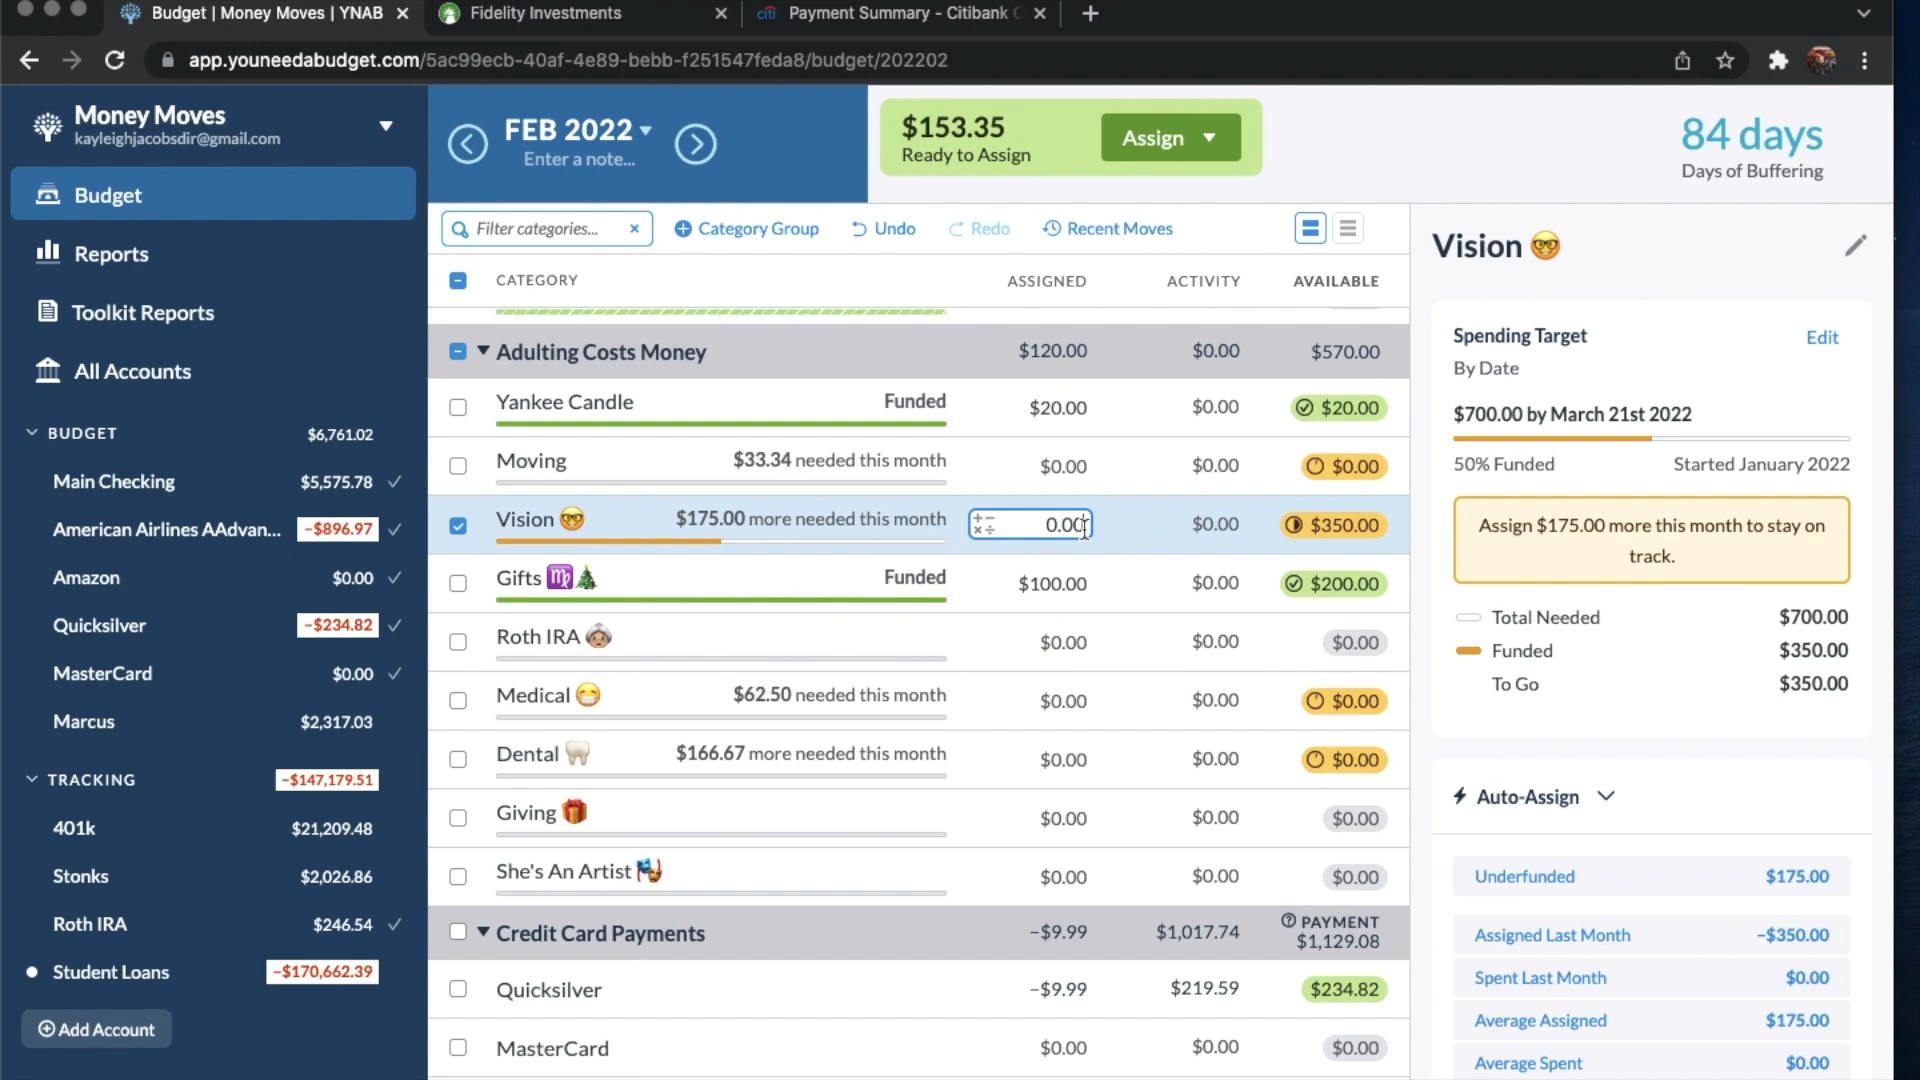 Budget | Money Moves | YNAB
Fidelity Investments
citi Payment Summary - Citibank
app.youneedabudget.com/5ac99ecb-40af-4e89-bebb-f251547feda8/budget/202202
Money Moves
kayleighjacobsdir@gmail.com
Budget
Reports
Toolkit Reports
All Accounts
BUDGET $6,761.02
Main Checking $5,575.78
American Airlines AAdvan... −$896.97
Amazon $0.00
Quicksilver −$234.82
MasterCard $0.00
Marcus $2,317.03
TRACKING −$147,179.51
401k $21,209.48
Stonks $2,026.86
Roth IRA $246.54
Student Loans −$170,662.39
Add Account
FEB 2022
Enter a note...
$153.35
Ready to Assign
Assign
84 days
Days of Buffering
Filter categories... Category Group Undo Redo Recent Moves
CATEGORY ASSIGNED ACTIVITY AVAILABLE
Adulting Costs Money $120.00 $0.00 $570.00
Yankee Candle Funded $20.00 $0.00 $20.00
Moving $33.34 needed this month $0.00 $0.00 $0.00
Vision 🤓 $175.00 more needed this month 0.00 $0.00 $350.00
Gifts ♍🎄 Funded $100.00 $0.00 $200.00
Roth IRA 👵🏼 $0.00 $0.00 $0.00
Medical 😷 $62.50 needed this month $0.00 $0.00 $0.00
Dental 🦷 $166.67 more needed this month $0.00 $0.00 $0.00
Giving 🎁 $0.00 $0.00 $0.00
She's An Artist 🎭 $0.00 $0.00 $0.00
Credit Card Payments −$9.99 $1,017.74 PAYMENT
$1,129.08
Quicksilver −$9.99 $219.59 $234.82
MasterCard $0.00 $0.00 $0.00
Vision 🤓
Spending Target Edit
By Date
$700.00 by March 21st 2022
50% Funded Started January 2022
Assign $175.00 more this month to stay on
track.
Total Needed $700.00
Funded $350.00
To Go $350.00
Auto-Assign
Underfunded $175.00
Assigned Last Month −$350.00
Spent Last Month $0.00
Average Assigned $175.00
Average Spent $0.00